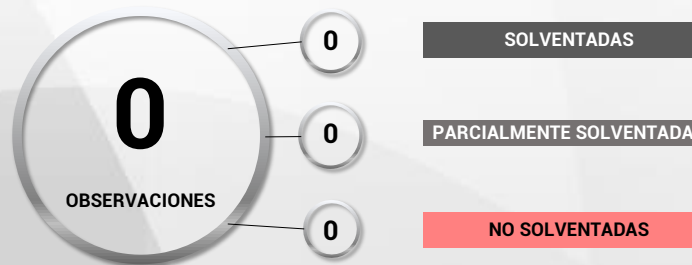 0
OBSERVACIONES
0
SOLVENTADAS
0
PARCIALMENTE SOLVENTADA
0
NO SOLVENTADAS